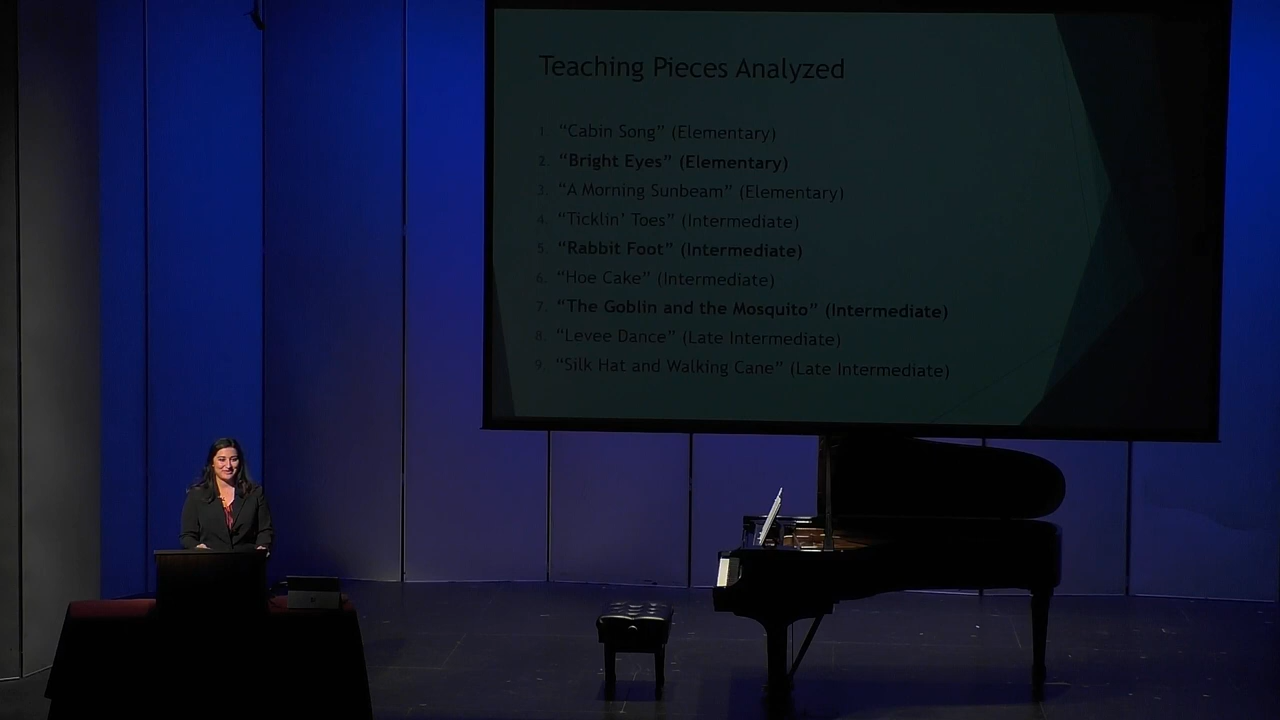 Teaching Pieces Analyzed
1. “Cabin Song” (Elementary)
2. “Bright Eyes” (Elementary)
3. “A Morning Sunbeam” (Elementary)
4. “Ticklin’ Toes” (Intermediate)
5. “Rabbit Foot” (Intermediate)
6. “Hoe Cake” (Intermediate)
7. “The Goblin and the Mosquito” (Intermediate)
8. “Levee Dance” (Late Intermediate)
9. “Silk Hat and Walking Cane” (Late Intermediate)